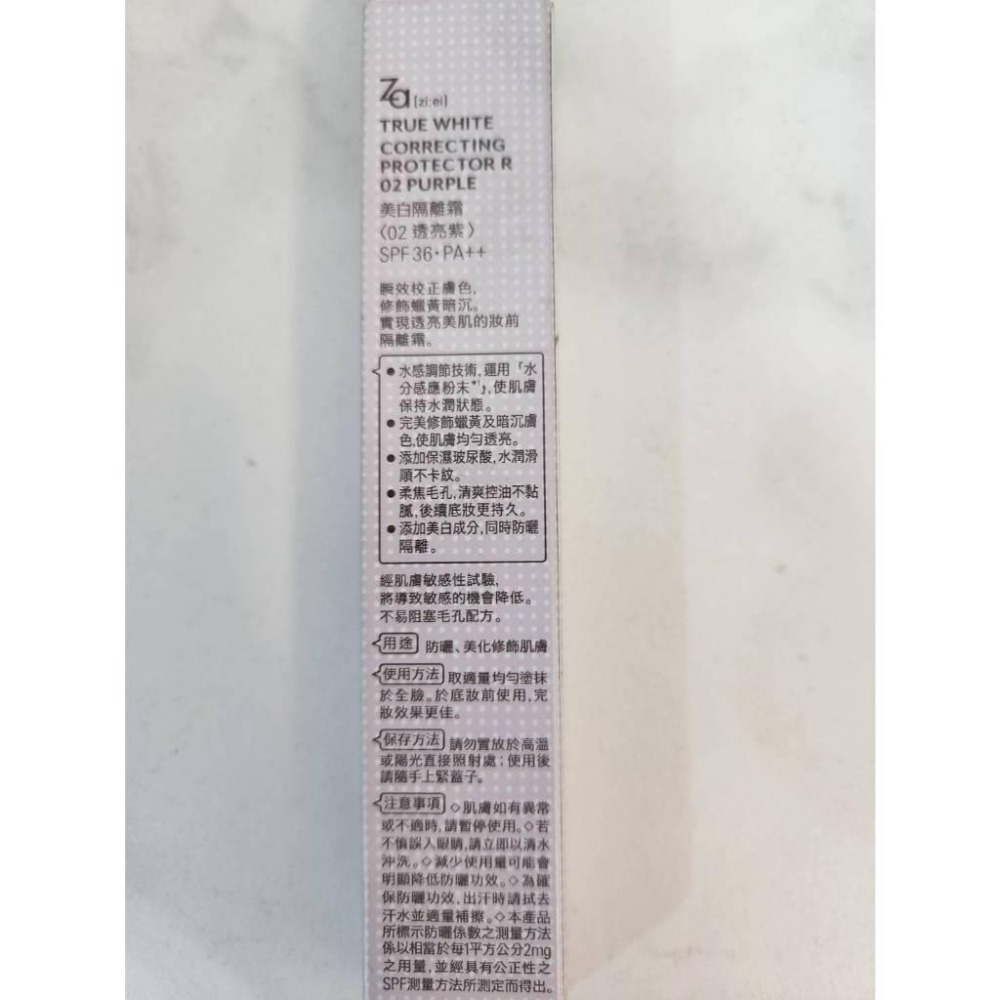 Za [zi:ei]
TRUE WHITE
CORRECTING
PROTECTOR R
02 PURPLE
美白隔離霜
〈02 透亮紫〉
SPF 36・PA++
瞬效校正膚色,
修飾蠟黃暗沉。
實現透亮美肌的妝前
隔離霜。
●水感調節技術,運用「水
分感應粉末*¹」,使肌膚
保持水潤狀態。
●完美修飾蠟黃及暗沉膚
色,使肌膚均勻透亮。
●添加保濕玻尿酸,水潤滑
順不卡紋。
●柔焦毛孔,清爽控油不黏
膩,後續底妝更持久。
●添加美白成分,同時防曬
隔離。
經肌膚敏感性試驗,
將導致敏感的機會降低。
不易阻塞毛孔配方。
用途 防曬、美化修飾肌膚
使用方法 取適量均勻塗抹
於全臉。於底妝前使用,完
妝效果更佳。
保存方法 請勿置放於高溫
或陽光直接照射處;使用後
請隨手上緊蓋子。
注意事項 ◇肌膚如有異常
或不適時,請暫停使用。◇若
不慎誤入眼睛,請立即以清水
沖洗。◇減少使用量可能會
明顯降低防曬功效。◇為確
保防曬功效,出汗時請拭去
汗水並適量補擦。◇本產品
所標示防曬係數之測量方法
係以相當於每1平方公分2mg
之用量,並經具有公正性之
SPF測量方法所測定而得出。